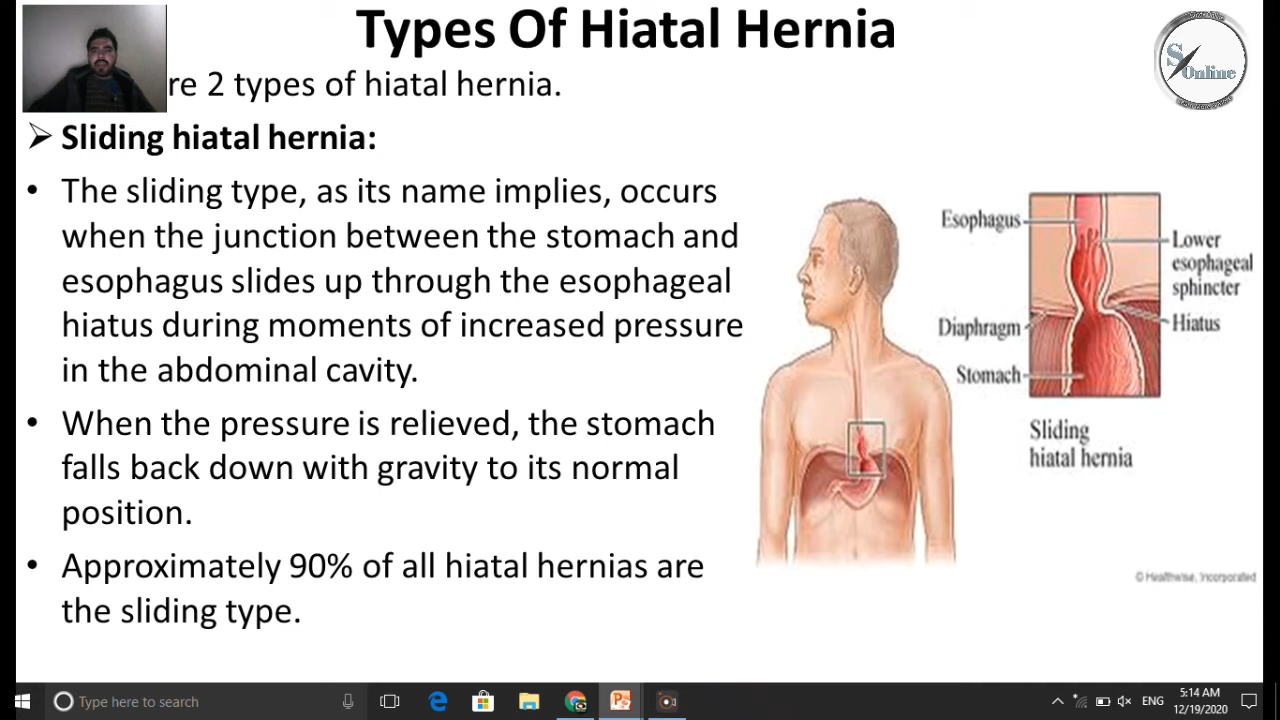 Types Of Hiatal Hernia
re 2 types of hiatal hernia.
➢ Sliding hiatal hernia:
• The sliding type, as its name implies, occurs
when the junction between the stomach and
esophagus slides up through the esophageal
hiatus during moments of increased pressure
in the abdominal cavity.
• When the pressure is relieved, the stomach
falls back down with gravity to its normal
position.
• Approximately 90% of all hiatal hernias are
the sliding type.
Esophagus
Lower
esophageal
sphincter
Diaphragm
Hiatus
Stomach
Sliding
hiatal hernia
© Healthwise, Incorporated
S Online
Type here to search
ENG
5:14 AM
12/19/2020